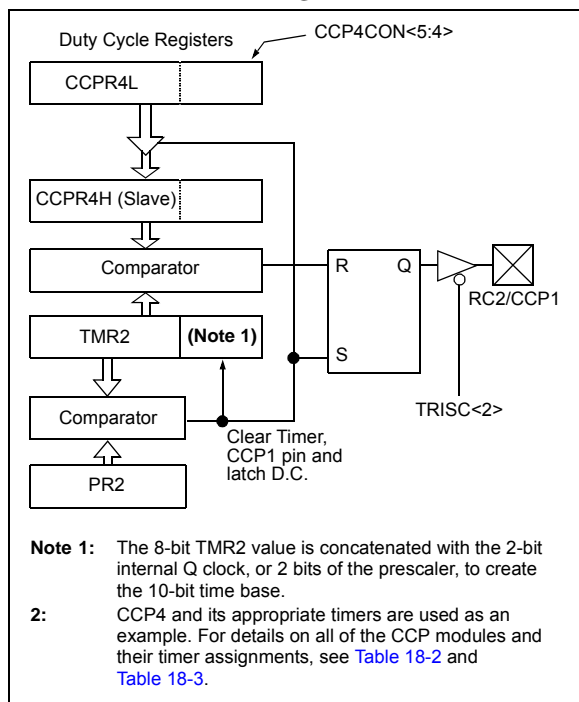 Duty Cycle Registers
CCP4CON<5:4>
CCPR4L
CCPR4H (Slave)
Comparator
R
Q
RC2/CCP1
TMR2
(Note 1)
S
TRISC<2>
Comparator
Clear Timer,
CCP1 pin and
latch D.C.
PR2
Note 1: The 8-bit TMR2 value is concatenated with the 2-bit
internal Q clock, or 2 bits of the prescaler, to create
the 10-bit time base.
2: CCP4 and its appropriate timers are used as an
example. For details on all of the CCP modules and
their timer assignments, see Table 18-2 and
Table 18-3.